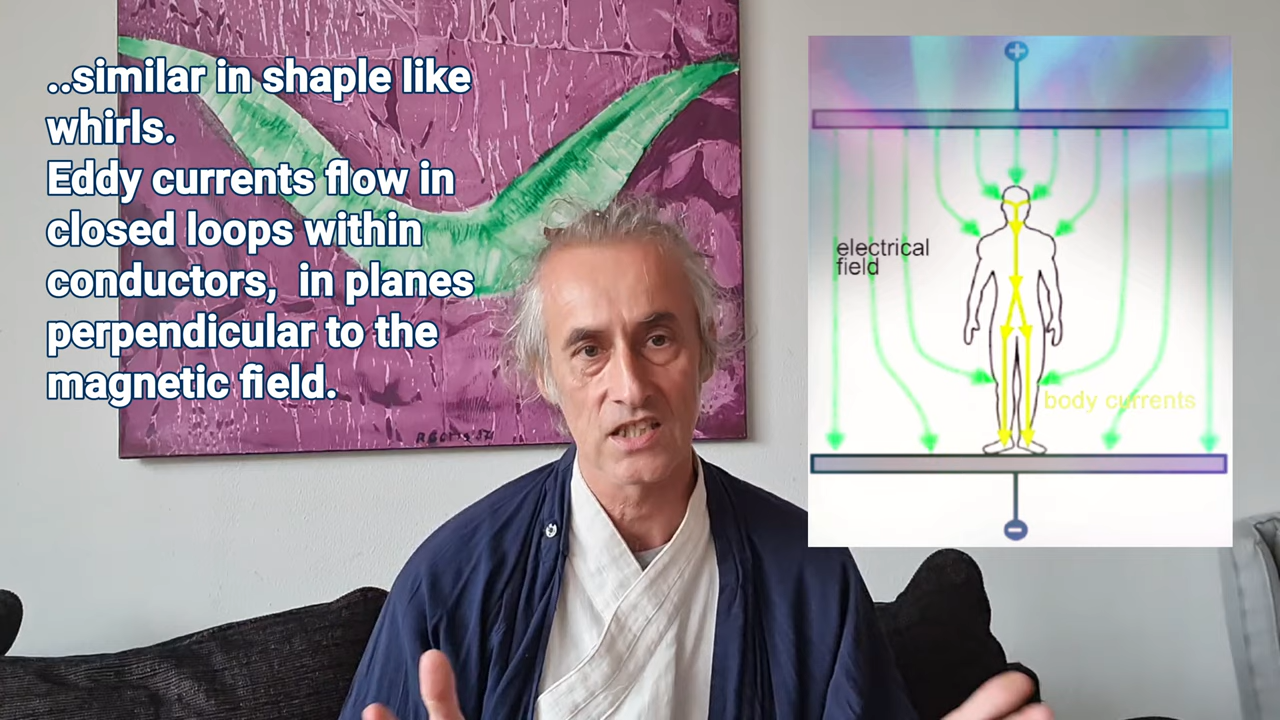 ..similar in shaple like
whirls.
Eddy currents flow in
closed loops within
conductors,  in planes
perpendicular to the
magnetic field.
+
electrical
field
body currents
−